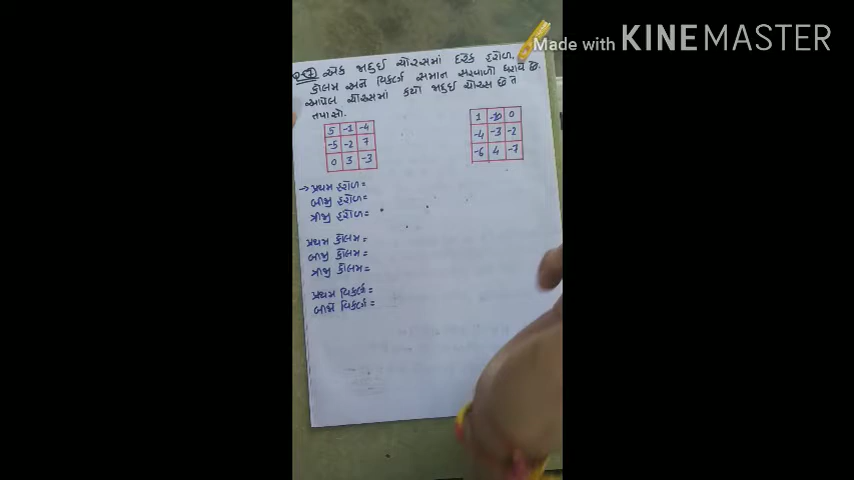 Made with KINEMASTER
Q-(2) એક જાદુઈ ચોરસમાં દરેક હરોળ,
કોલમ અને વિકર્ણ સમાન સરવાળો ધરાવે છે.
આપેલ ચોરસમાં કયો જાદુઈ ચોરસ છે તે
તપાસો.
5 -1 -4
-5 -2 7
0 3 -3
1 -10 0
-4 -3 -2
-6 4 -7
→ પ્રથમ હરોળ=
બીજી હરોળ=
ત્રીજી હરોળ=
પ્રથમ કોલમ=
બીજી કોલમ=
ત્રીજી કોલમ=
પ્રથમ વિકર્ણ=
બીજો વિકર્ણ=